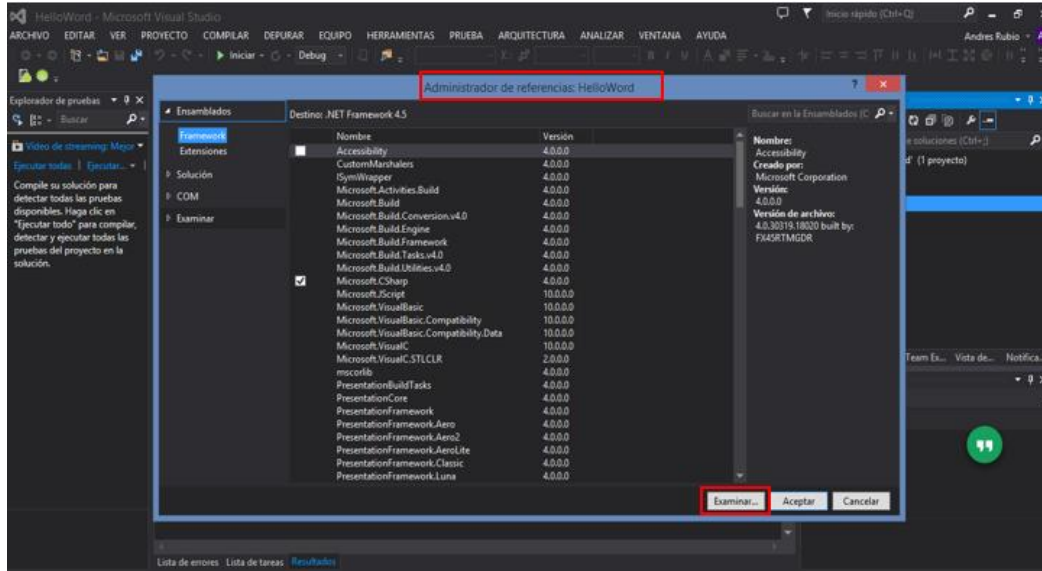 HelloWord - Microsoft Visual Studio
Inicio rápido (Ctrl+Q)
ARCHIVO EDITAR VER PROYECTO COMPILAR DEPURAR EQUIPO HERRAMIENTAS PRUEBA ARQUITECTURA ANALIZAR VENTANA AYUDA
Andres Rubio
Iniciar
Debug
Explorador de pruebas
Buscar
Video de streaming: Mejor
Ejecutar todas | Ejecutar...
Compile su solución para
detectar todas las pruebas
disponibles. Haga clic en
"Ejecutar todo" para compilar,
detectar y ejecutar todas las
pruebas del proyecto en la
solución.
Administrador de referencias: HelloWord
? ×
Ensamblados
Framework
Extensiones
Solución
COM
Examinar
Destino: .NET Framework 4.5
Buscar en la Ensamblados (C
Nombre Versión
Accessibility 4.0.0.0
CustomMarshalers 4.0.0.0
ISymWrapper 4.0.0.0
Microsoft.Activities.Build 4.0.0.0
Microsoft.Build 4.0.0.0
Microsoft.Build.Conversion.v4.0 4.0.0.0
Microsoft.Build.Engine 4.0.0.0
Microsoft.Build.Framework 4.0.0.0
Microsoft.Build.Tasks.v4.0 4.0.0.0
Microsoft.Build.Utilities.v4.0 4.0.0.0
Microsoft.CSharp 4.0.0.0
Microsoft.JScript 10.0.0.0
Microsoft.VisualBasic 10.0.0.0
Microsoft.VisualBasic.Compatibility 10.0.0.0
Microsoft.VisualBasic.Compatibility.Data 10.0.0.0
Microsoft.VisualC 10.0.0.0
Microsoft.VisualC.STLCLR 2.0.0.0
mscorlib 4.0.0.0
PresentationBuildTasks 4.0.0.0
PresentationCore 4.0.0.0
PresentationFramework 4.0.0.0
PresentationFramework.Aero 4.0.0.0
PresentationFramework.Aero2 4.0.0.0
PresentationFramework.AeroLite 4.0.0.0
PresentationFramework.Classic 4.0.0.0
PresentationFramework.Luna 4.0.0.0
Nombre:
Accessibility
Creado por:
Microsoft Corporation
Versión:
4.0.0.0
Versión de archivo:
4.0.30319.18020 built by:
FX45RTMGDR
Examinar... Aceptar Cancelar
e soluciones (Ctrl+;)
d' (1 proyecto)
Team Ex... Vista de... Notifica...
Lista de errores Lista de tareas Resultados